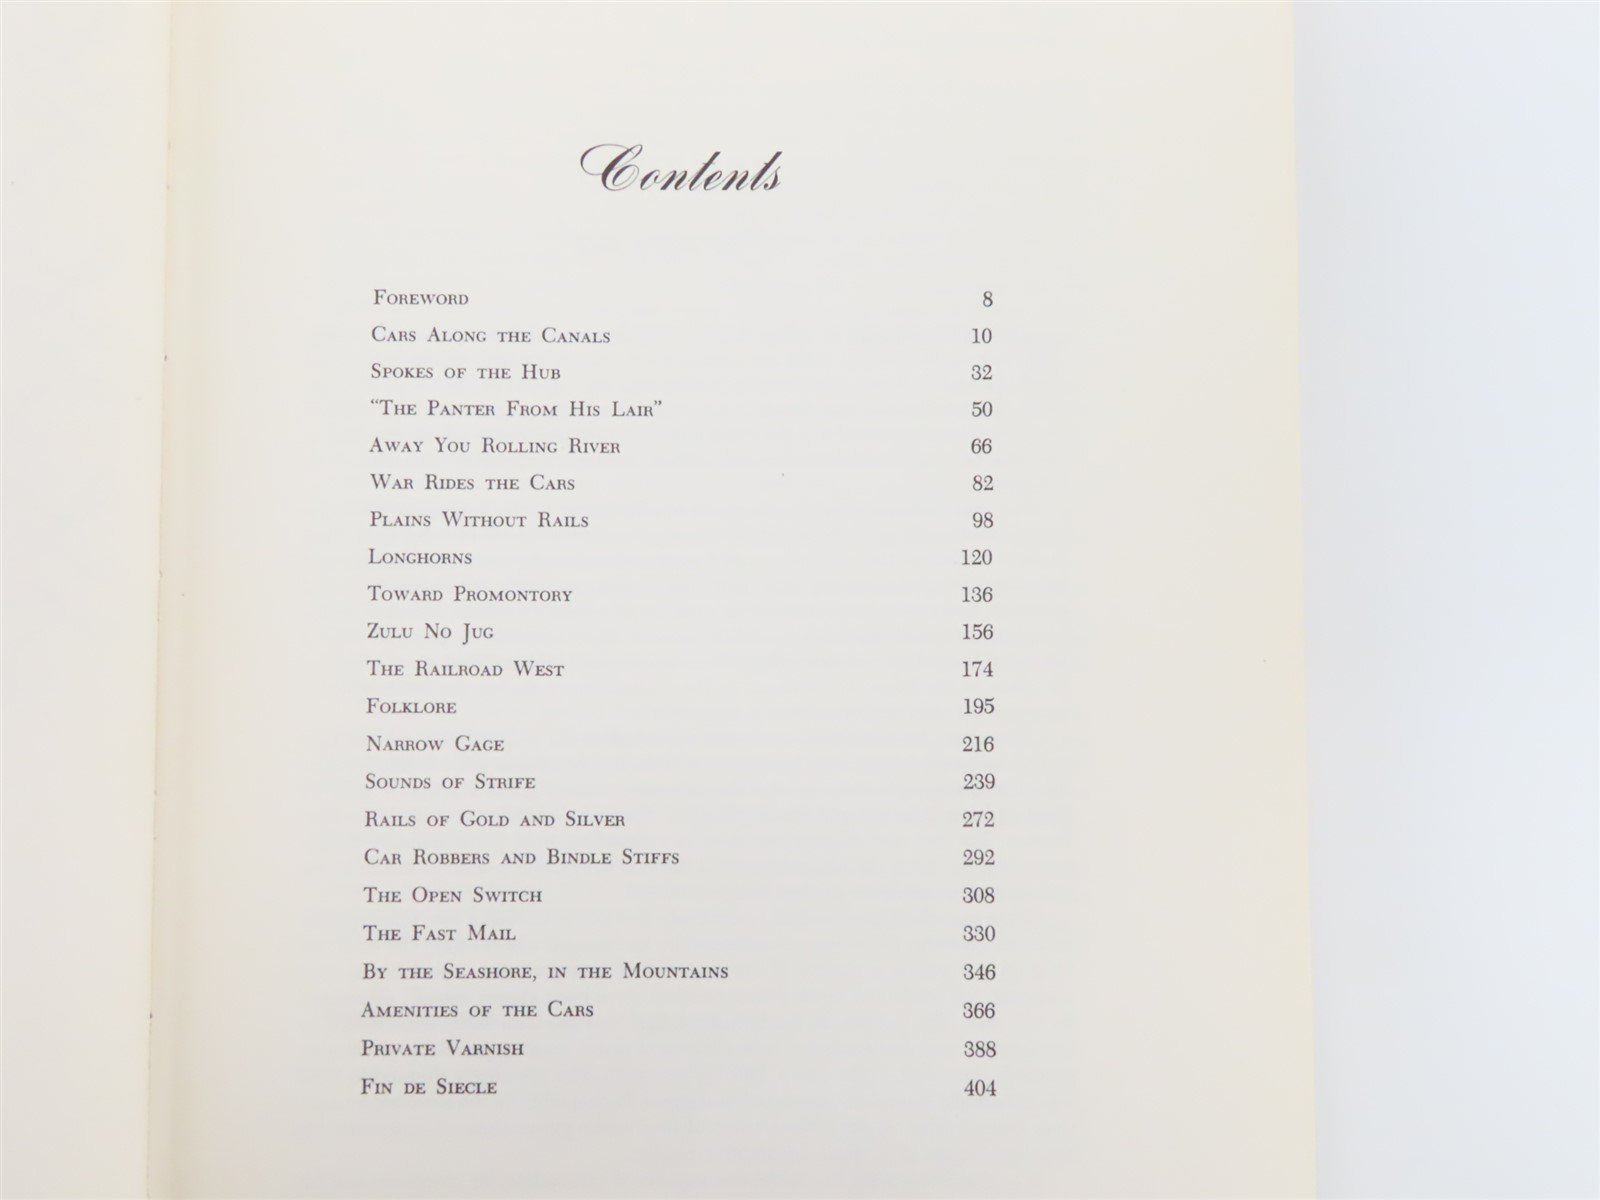 Contents
Foreword 8
Cars Along the Canals 10
Spokes of the Hub 32
“The Panter From His Lair” 50
Away You Rolling River 66
War Rides the Cars 82
Plains Without Rails 98
Longhorns 120
Toward Promontory 136
Zulu No Jug 156
The Railroad West 174
Folklore 195
Narrow Gage 216
Sounds of Strife 239
Rails of Gold and Silver 272
Car Robbers and Bindle Stiffs 292
The Open Switch 308
The Fast Mail 330
By the Seashore, in the Mountains 346
Amenities of the Cars 366
Private Varnish 388
Fin de Siecle 404